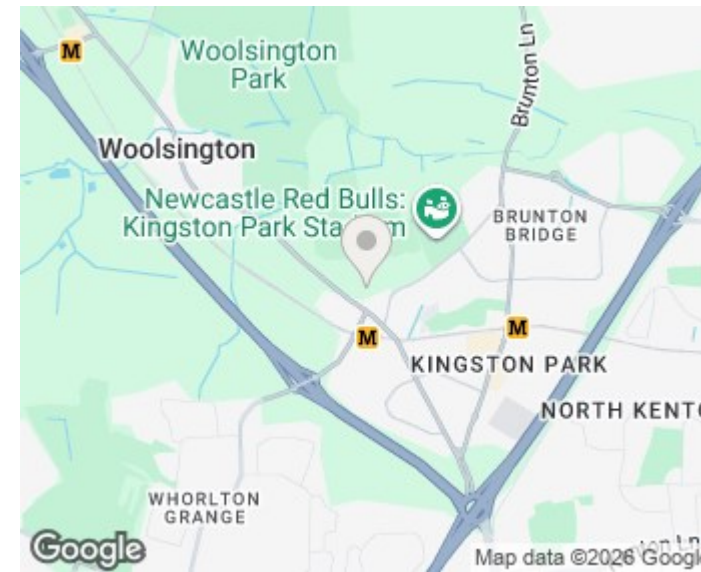 M
Woolsington
Park
Brunton Ln
Woolsington
Newcastle Red Bulls:
Kingston Park Sta
m
BRUNTON
BRIDGE
M
M
KINGSTON PARK
NORTH KENTO
WHORLTON
GRANGE
Google
Map data ©2026 Google